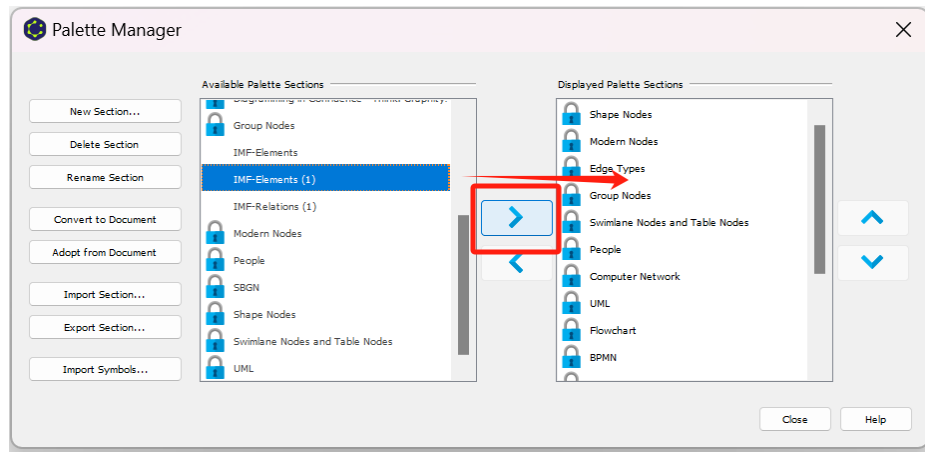 Palette Manager
Available Palette Sections
Displayed Palette Sections
New Section...
Delete Section
Rename Section
Convert to Document
Adopt from Document
Import Section...
Export Section...
Import Symbols...
Group Nodes
IMF-Elements
IMF-Elements (1)
IMF-Relations (1)
Modern Nodes
People
SBGN
Shape Nodes
Swimlane Nodes and Table Nodes
UML
Shape Nodes
Modern Nodes
Edge Types
Group Nodes
Swimlane Nodes and Table Nodes
People
Computer Network
UML
Flowchart
BPMN
Close
Help